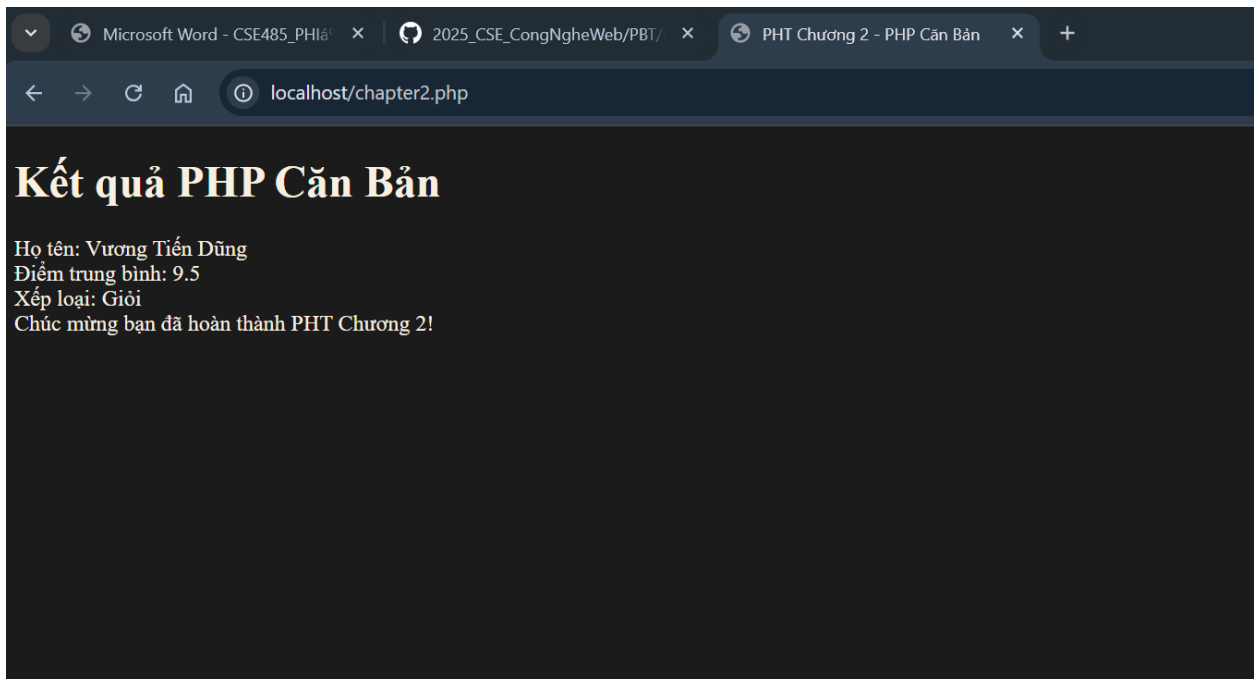 Microsoft Word - CSE485_PHIáº
2025_CSE_CongNgheWeb/PBT/
PHT Chương 2 - PHP Căn Bản
localhost/chapter2.php
Kết quả PHP Căn Bản
Họ tên: Vương Tiến Dũng
Điểm trung bình: 9.5
Xếp loại: Giỏi
Chúc mừng bạn đã hoàn thành PHT Chương 2!